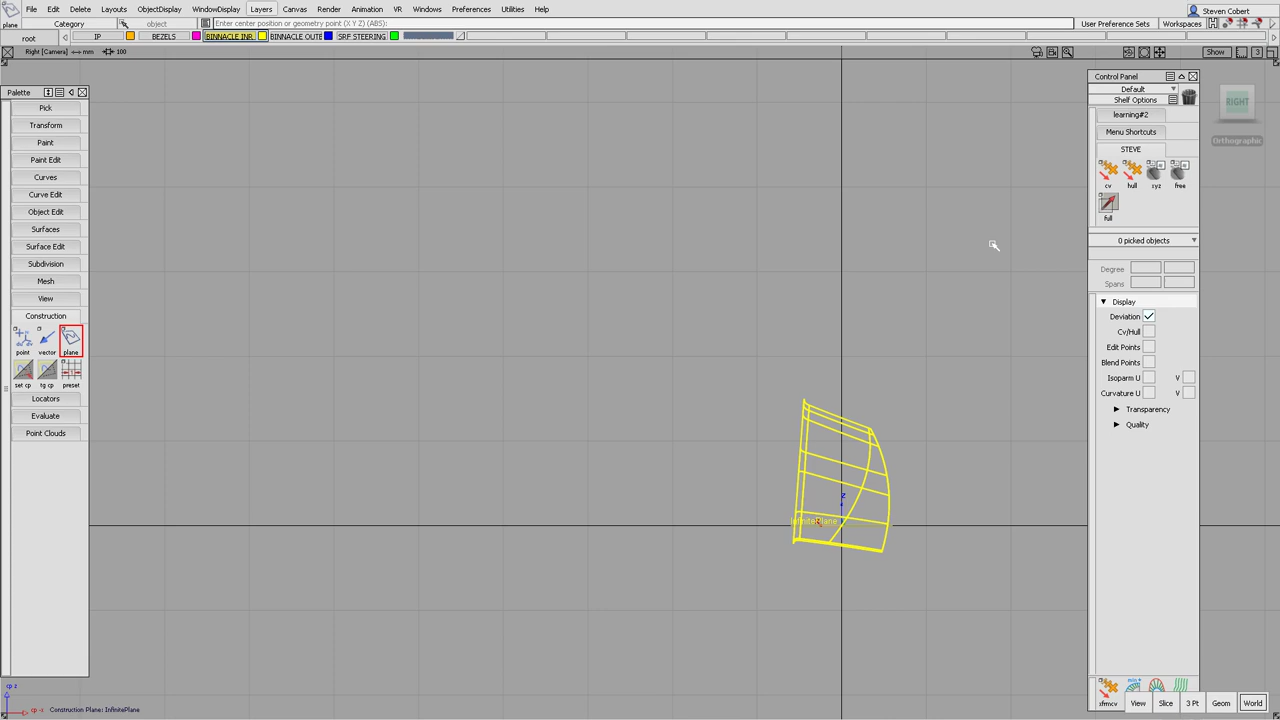 File Edit Delete Layouts ObjectDisplay WindowDisplay Layers Canvas Render Animation VR Windows Preferences Utilities Help
Steven Cobert
plane Category object Enter center position or geometry point (X Y Z) (ABS): User Preference Sets Workspaces
root IP BEZELS BINNACLE INR BINNACLE OUTE SRF STEERING
Right [Camera] mm 100 Show 3
Control Panel
Default
Shelf Options
learning#2
Menu Shortcuts
STEVE
cv hull xyz free
full
0 picked objects
Degree
Spans
Display
Deviation
Cv/Hull
Edit Points
Blend Points
Isoparm U V
Curvature U V
Transparency
Quality
xfrmcv View Slice 3 Pt Geom World
RIGHT
Orthographic
Palette
Pick
Transform
Paint
Paint Edit
Curves
Curve Edit
Object Edit
Surfaces
Surface Edit
Subdivision
Mesh
View
Construction
point vector plane
set cp tg cp preset
Locators
Evaluate
Point Clouds
z
InfinitePlane
cp z
Construction Plane: InfinitePlane